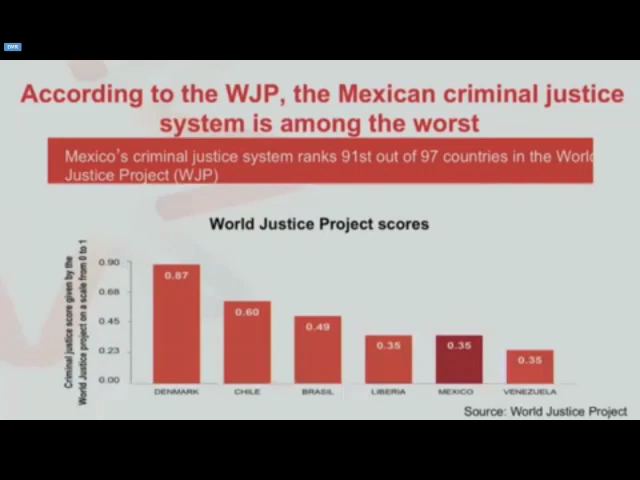 DVR
According to the WJP, the Mexican criminal justice
system is among the worst
Mexico's criminal justice system ranks 91st out of 97 countries in the World
Justice Project (WJP)
World Justice Project scores
Criminal justice score given by the
World Justice project on a scale from 0 to 1
0.90
0.68
0.45
0.23
0.00
0.87
0.60
0.49
0.35
0.35
0.35
DENMARK
CHILE
BRASIL
LIBERIA
MEXICO
VENEZUELA
Source: World Justice Project